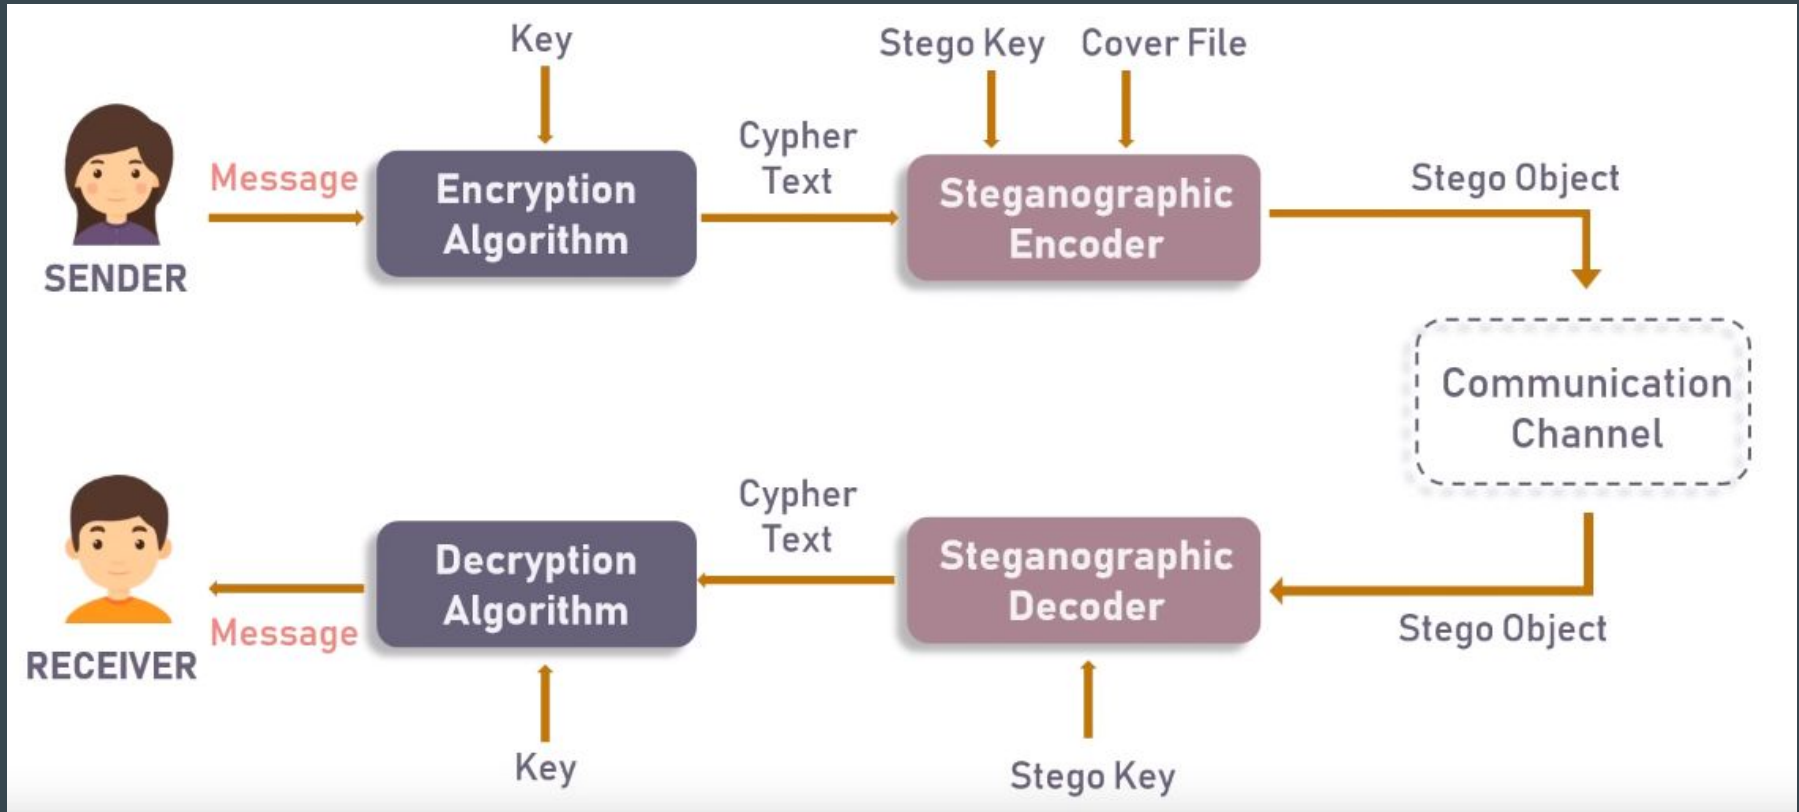 Key
Stego Key
Cover File
Message
Encryption
Algorithm
Cypher
Text
Steganographic
Encoder
Stego Object
SENDER
Communication
Channel
Cypher
Text
Decryption
Algorithm
Steganographic
Decoder
Stego Object
Message
RECEIVER
Key
Stego Key